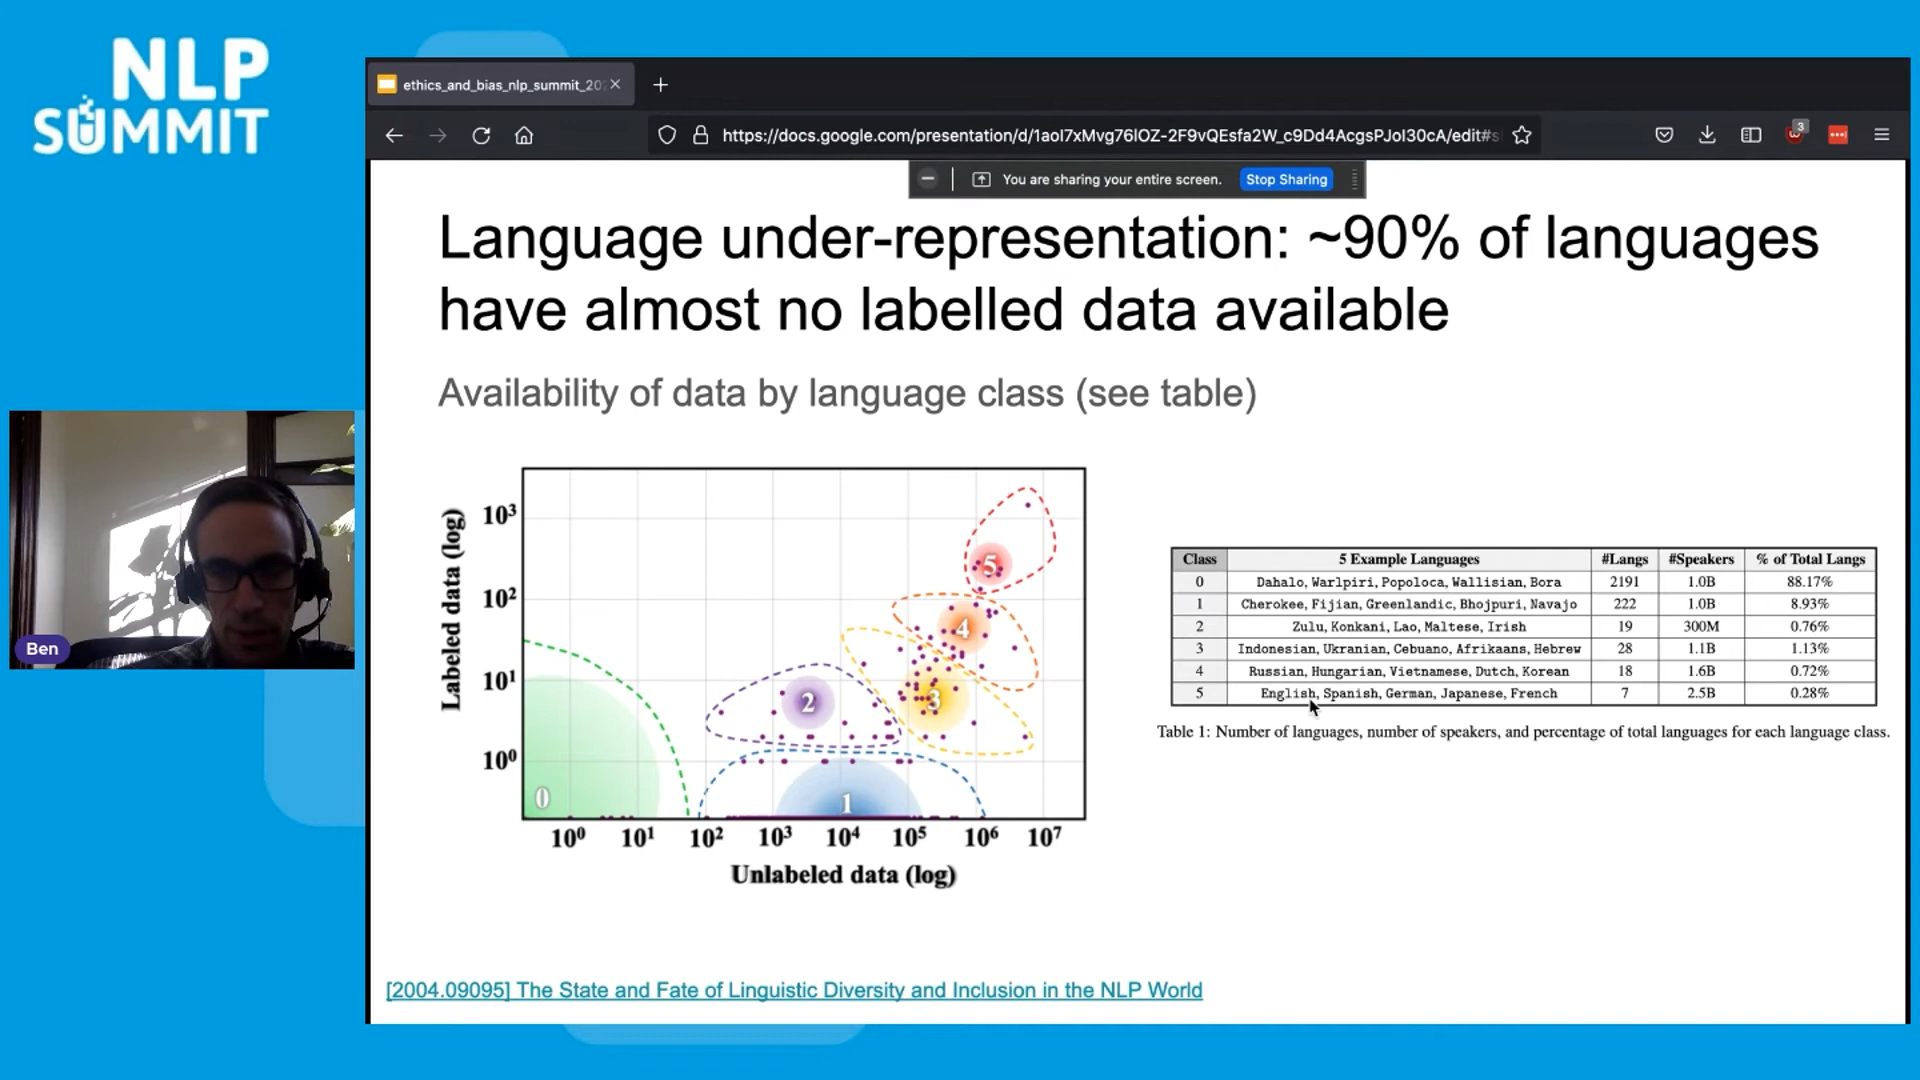 NLP
SUMMIT
ethics_and_bias_nlp_summit_20
https://docs.google.com/presentation/d/1aoI7xMvg76lOZ-2F9vQEsfa2W_c9Dd4AcgsPJoI30cA/edit#s
3
You are sharing your entire screen.
Stop Sharing
Language under-representation: ~90% of languages
have almost no labelled data available
Availability of data by language class (see table)
Labeled data (log)
10³
10²
10¹
10⁰
5
4
3
2
1
0
10⁰ 10¹ 10² 10³ 10⁴ 10⁵ 10⁶ 10⁷
Unlabeled data (log)
Class 5 Example Languages #Langs #Speakers % of Total Langs
0 Dahalo, Warlpiri, Popoloca, Wallisian, Bora 2191 1.0B 88.17%
1 Cherokee, Fijian, Greenlandic, Bhojpuri, Navajo 222 1.0B 8.93%
2 Zulu, Konkani, Lao, Maltese, Irish 19 300M 0.76%
3 Indonesian, Ukranian, Cebuano, Afrikaans, Hebrew 28 1.1B 1.13%
4 Russian, Hungarian, Vietnamese, Dutch, Korean 18 1.6B 0.72%
5 English, Spanish, German, Japanese, French 7 2.5B 0.28%
Table 1: Number of languages, number of speakers, and percentage of total languages for each language class.
Ben
[2004.09095] The State and Fate of Linguistic Diversity and Inclusion in the NLP World